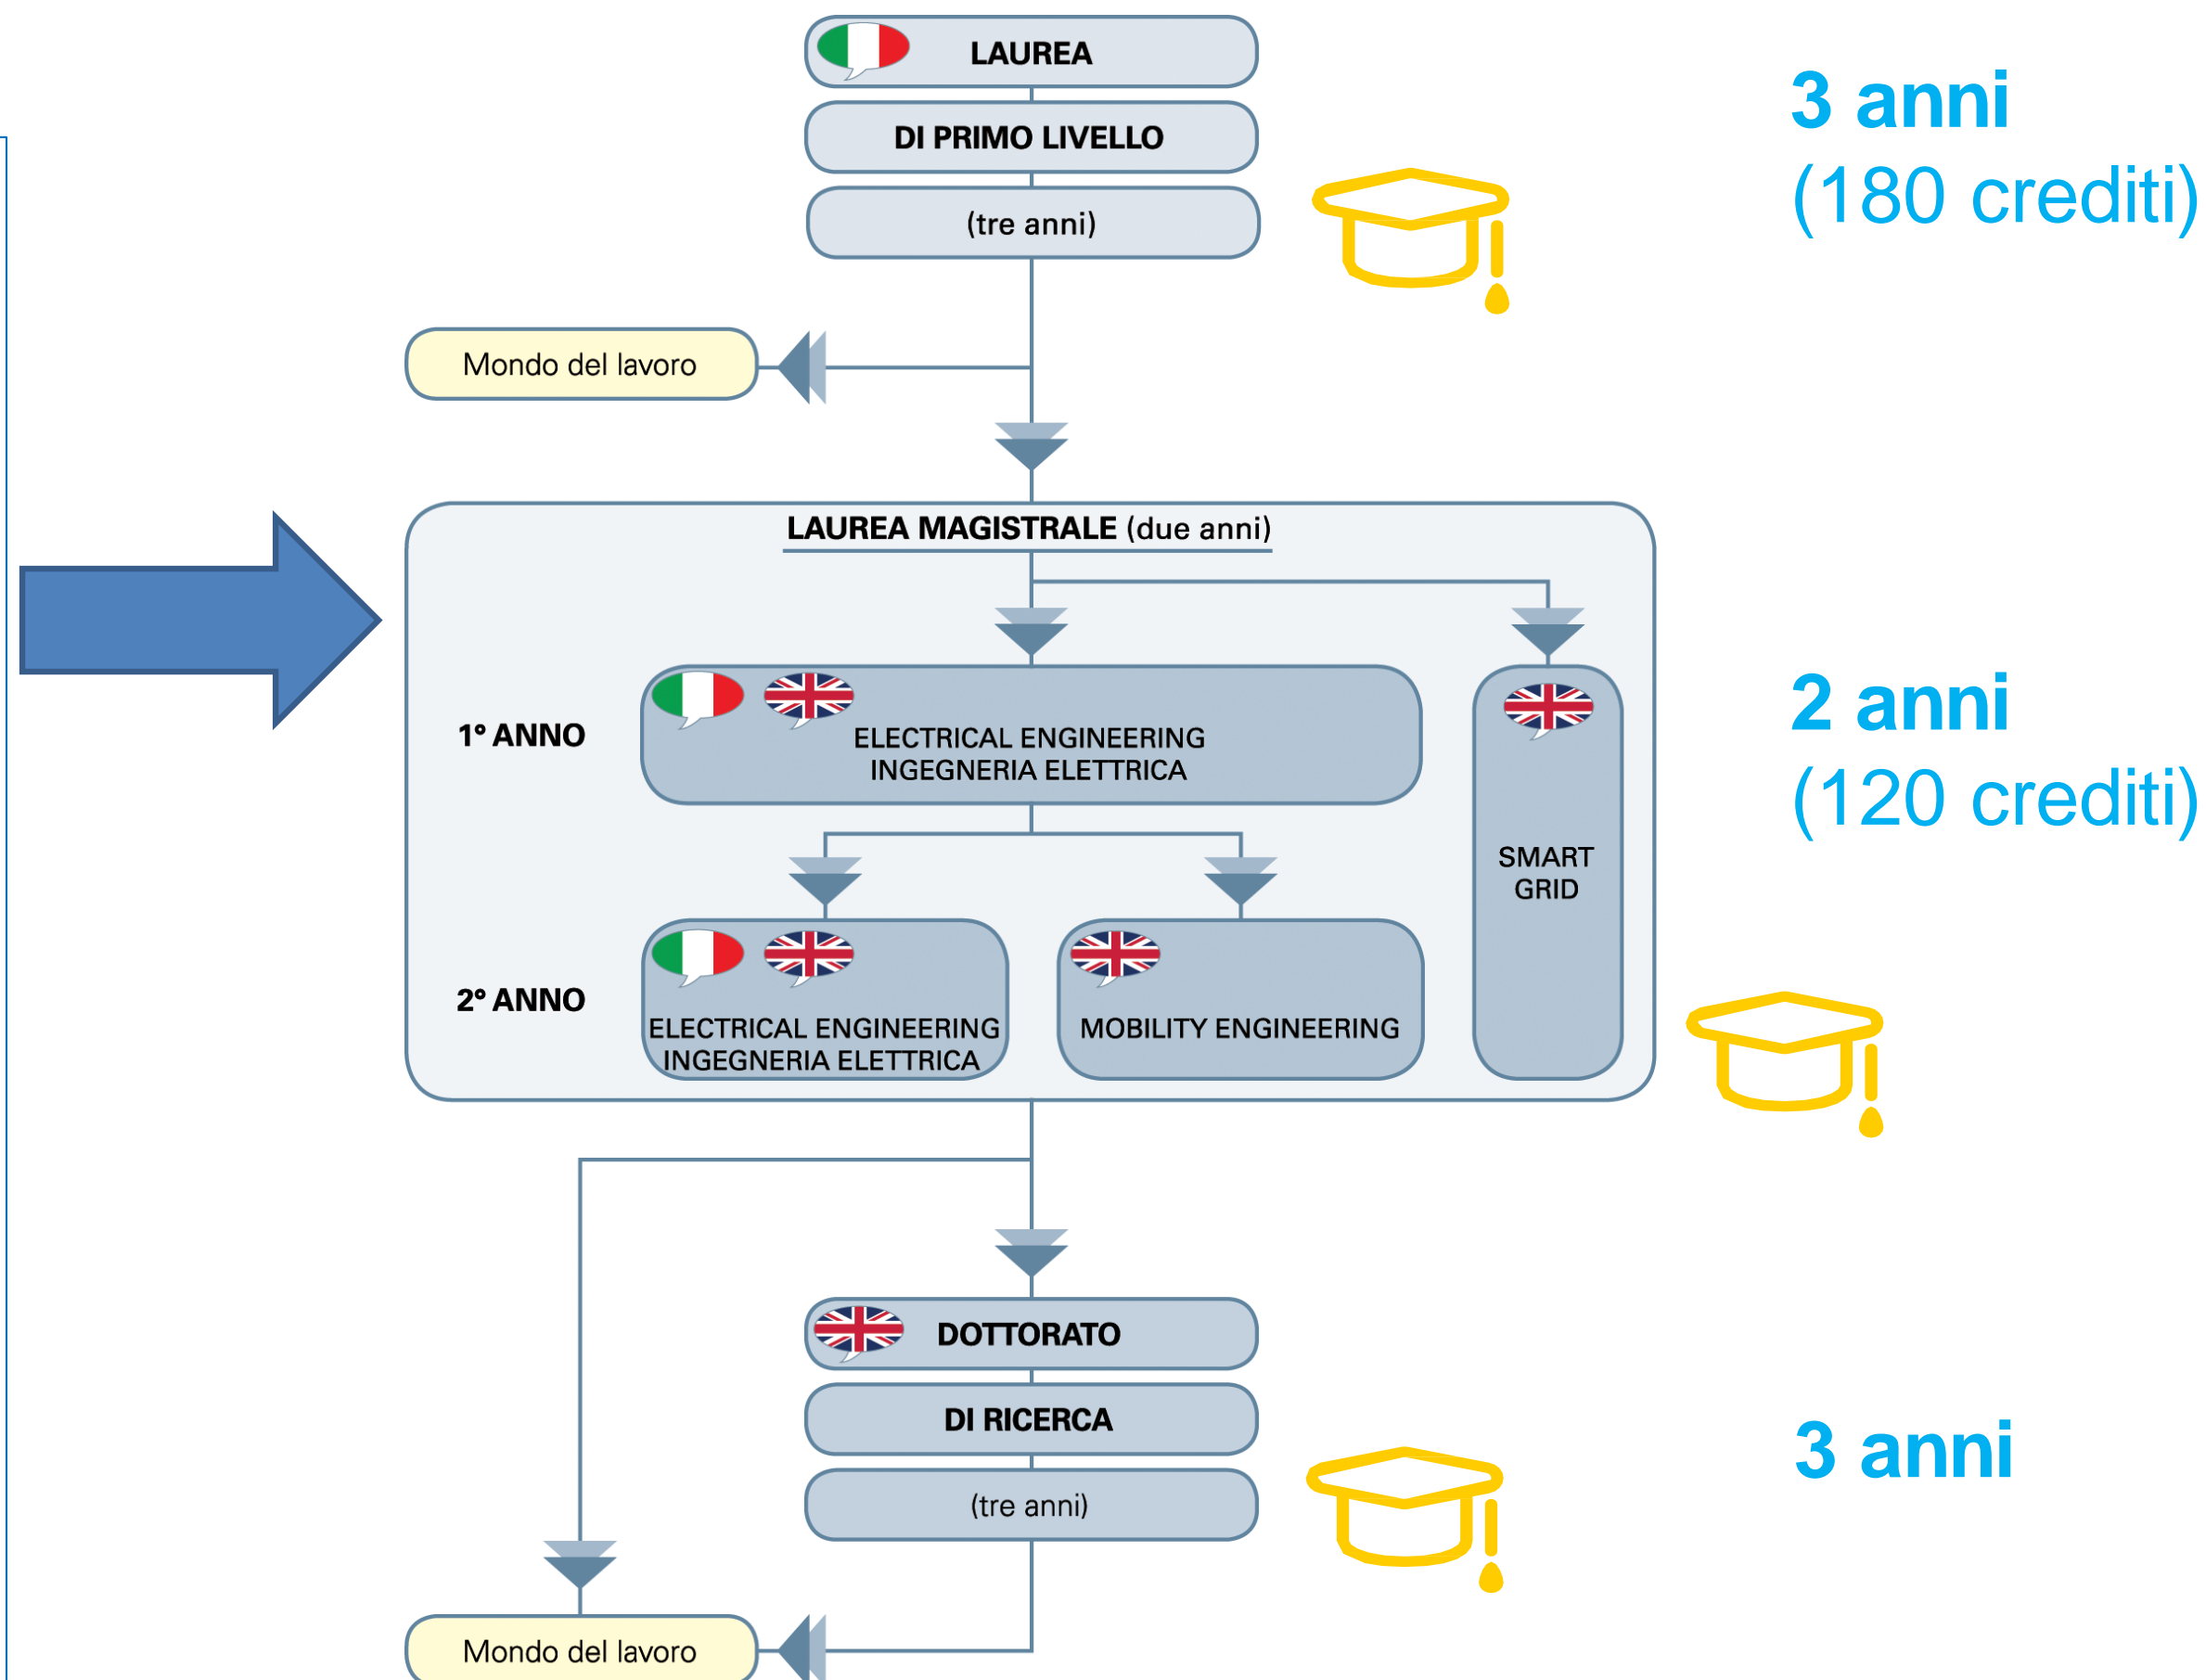 LAUREA
DI PRIMO LIVELLO
(tre anni)
3 anni
(180 crediti)
Mondo del lavoro
LAUREA MAGISTRALE (due anni)
1° ANNO
ELECTRICAL ENGINEERING
INGEGNERIA ELETTRICA
SMART
GRID
2 anni
(120 crediti)
2° ANNO
ELECTRICAL ENGINEERING
INGEGNERIA ELETTRICA
MOBILITY ENGINEERING
DOTTORATO
DI RICERCA
(tre anni)
3 anni
Mondo del lavoro